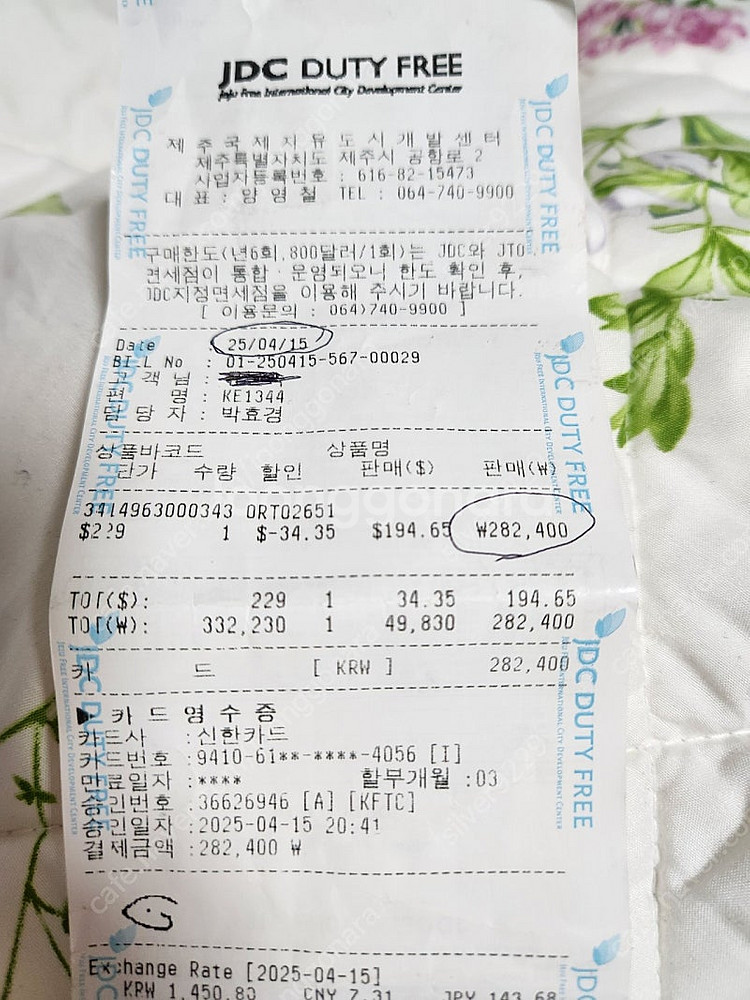 JDC DUTY FREE
Jeju Free International City Development Center
제주국제자유도시개발센터
제주특별자치도 제주시 공항로 2
사업자등록번호 : 616-82-15473
대 표 : 양 영 철 TEL : 064-740-9900
구매한도(년6회,800달러/1회)는 JDC와 JTO
면세점이 통합 운영되오니 한도 확인 후,
JDC지정면세점을 이용해 주시기 바랍니다.
[ 이용문의 : 064)740-9900 ]
Date : 25/04/15
BILL No : 01-250415-567-00029
고 객 님 :
편 명 : KE1344
담 당 자 : 박효경
상품바코드 상품명
단가 수량 할인 판매($) 판매(₩)
3414963000343 ORT02651
$229 1 $-34.35 $194.65 ₩282,400
TOT($): 229 1 34.35 194.65
TOT(₩): 332,230 1 49,830 282,400
카 드 [ KRW ] 282,400
▶ 카 드 영 수 증
카드사 :신한카드
카드번호 :9410-61**-****-4056 [I]
만료일자 :**** 할부개월 :03
승인번호 :36626946 [A] [KFTC]
승인일자 :2025-04-15 20:41
결제금액 :282,400 ₩
Exchange Rate [2025-04-15]
KRW 1,450.80 CNY 7.31 JPY 143.68
JDC DUTY FREE
JEJU FREE INTERNATIONAL CITY DEVELOPMENT CENTER